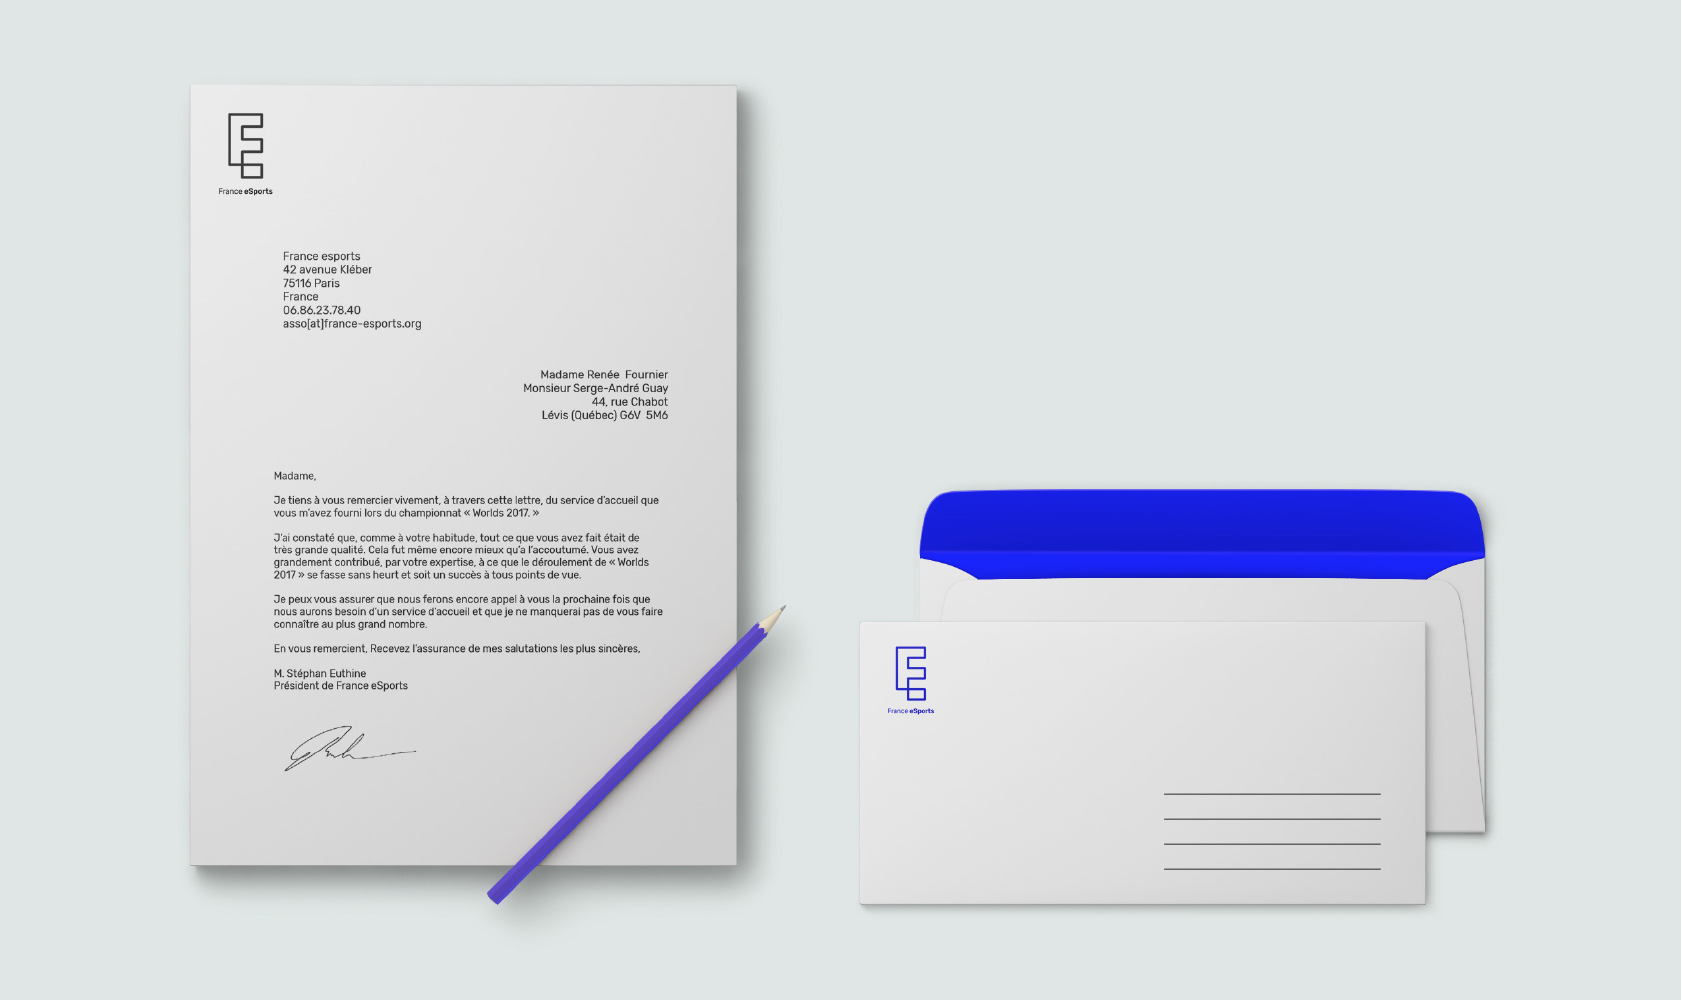 France eSports
France esports
42 avenue Kléber
75116 Paris
France
06.86.23.78.40
asso[at]france-esports.org
Madame Renée  Fournier
Monsieur Serge-André Guay
44, rue Chabot
Lévis (Québec) G6V  5M6
Madame,
Je tiens à vous remercier vivement, à travers cette lettre, du service d'accueil que
vous m'avez fourni lors du championnat « Worlds 2017. »
J'ai constaté que, comme à votre habitude, tout ce que vous avez fait était de
très grande qualité. Cela fut même encore mieux qu'a l'accoutumé. Vous avez
grandement contribué, par votre expertise, à ce que le déroulement de « Worlds
2017 » se fasse sans heurt et soit un succès à tous points de vue.
Je peux vous assurer que nous ferons encore appel à vous la prochaine fois que
nous aurons besoin d'un service d'accueil et que je ne manquerai pas de vous faire
connaître au plus grand nombre.
En vous remercient, Recevez l'assurance de mes salutations les plus sincères,
M. Stéphan Euthine
Président de France eSports
France eSports